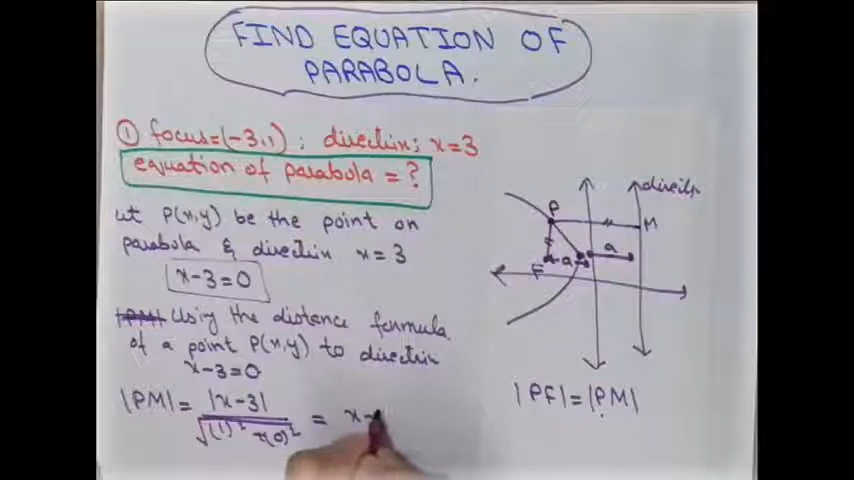 FIND EQUATION OF
PARABOLA.
① focus=(-3,1) ; directrix; x=3
equation of parabola = ?
let P(x,y) be the point on
parabola & directrix x = 3
x-3=0
|PM| Using the distance formula
of a point P(x,y) to directrix
x-3=0
|PM| = |x-3| / √(1)² +(0)² = x-
directrix
P
M
F
a
a
|PF| = |PM|